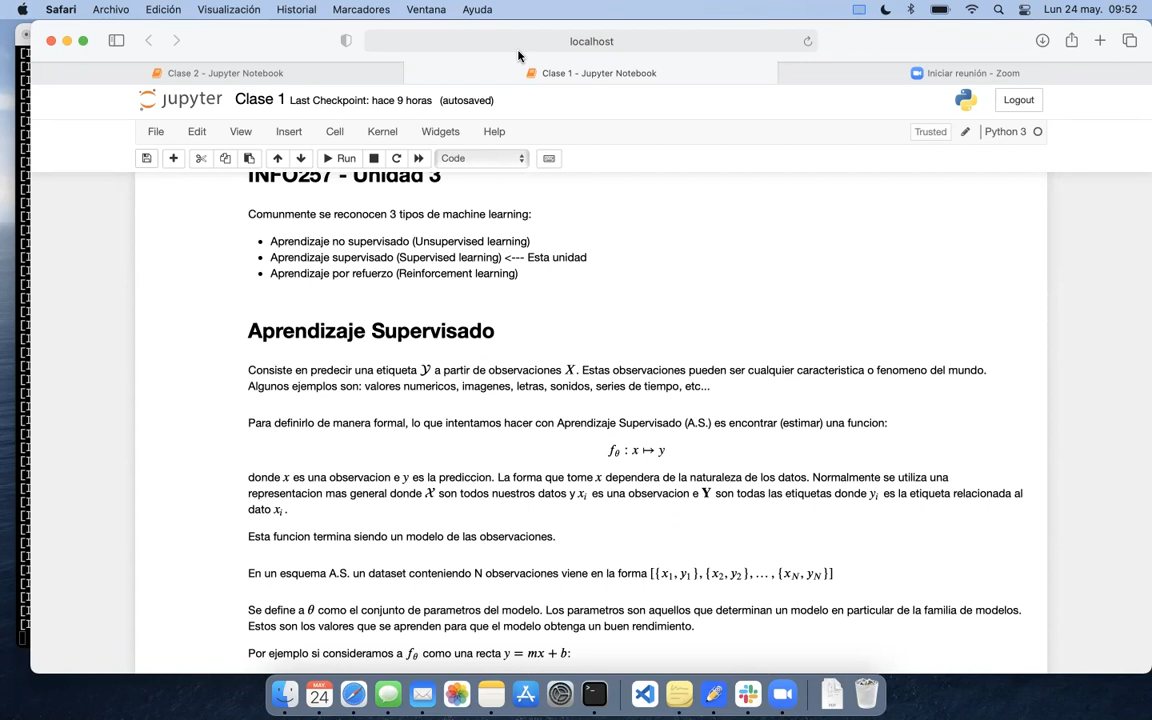 Safari Archivo Edición Visualización Historial Marcadores Ventana Ayuda Lun 24 may. 09:52
localhost
Clase 2 - Jupyter Notebook Clase 1 - Jupyter Notebook Iniciar reunión - Zoom
jupyter Clase 1 Last Checkpoint: hace 9 horas (autosaved) Logout
File Edit View Insert Cell Kernel Widgets Help Trusted Python 3
Run Code
INFO257 - Unidad 3
Comunmente se reconocen 3 tipos de machine learning:
• Aprendizaje no supervisado (Unsupervised learning)
• Aprendizaje supervisado (Supervised learning) <--- Esta unidad
• Aprendizaje por refuerzo (Reinforcement learning)
Aprendizaje Supervisado
Consiste en predecir una etiqueta 𝒴 a partir de observaciones X. Estas observaciones pueden ser cualquier caracteristica o fenomeno del mundo.
Algunos ejemplos son: valores numericos, imagenes, letras, sonidos, series de tiempo, etc...
Para definirlo de manera formal, lo que intentamos hacer con Aprendizaje Supervisado (A.S.) es encontrar (estimar) una funcion:
f_θ : x ↦ y
donde x es una observacion e y es la prediccion. La forma que tome x dependera de la naturaleza de los datos. Normalmente se utiliza una
representacion mas general donde 𝒳 son todos nuestros datos y x_i es una observacion e Y son todas las etiquetas donde y_i es la etiqueta relacionada al
dato x_i.
Esta funcion termina siendo un modelo de las observaciones.
En un esquema A.S. un dataset conteniendo N observaciones viene en la forma [{x_1, y_1}, {x_2, y_2}, …, {x_N, y_N}]
Se define a θ como el conjunto de parametros del modelo. Los parametros son aquellos que determinan un modelo en particular de la familia de modelos.
Estos son los valores que se aprenden para que el modelo obtenga un buen rendimiento.
Por ejemplo si consideramos a f_θ como una recta y = mx + b:
MAY.
24